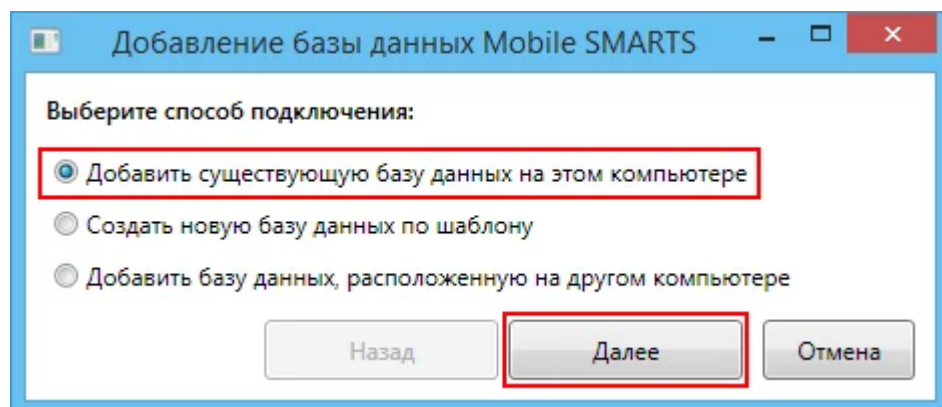 Добавление базы данных Mobile SMARTS
Выберите способ подключения:
Добавить существующую базу данных на этом компьютере
Создать новую базу данных по шаблону
Добавить базу данных, расположенную на другом компьютере
Назад Далее Отмена